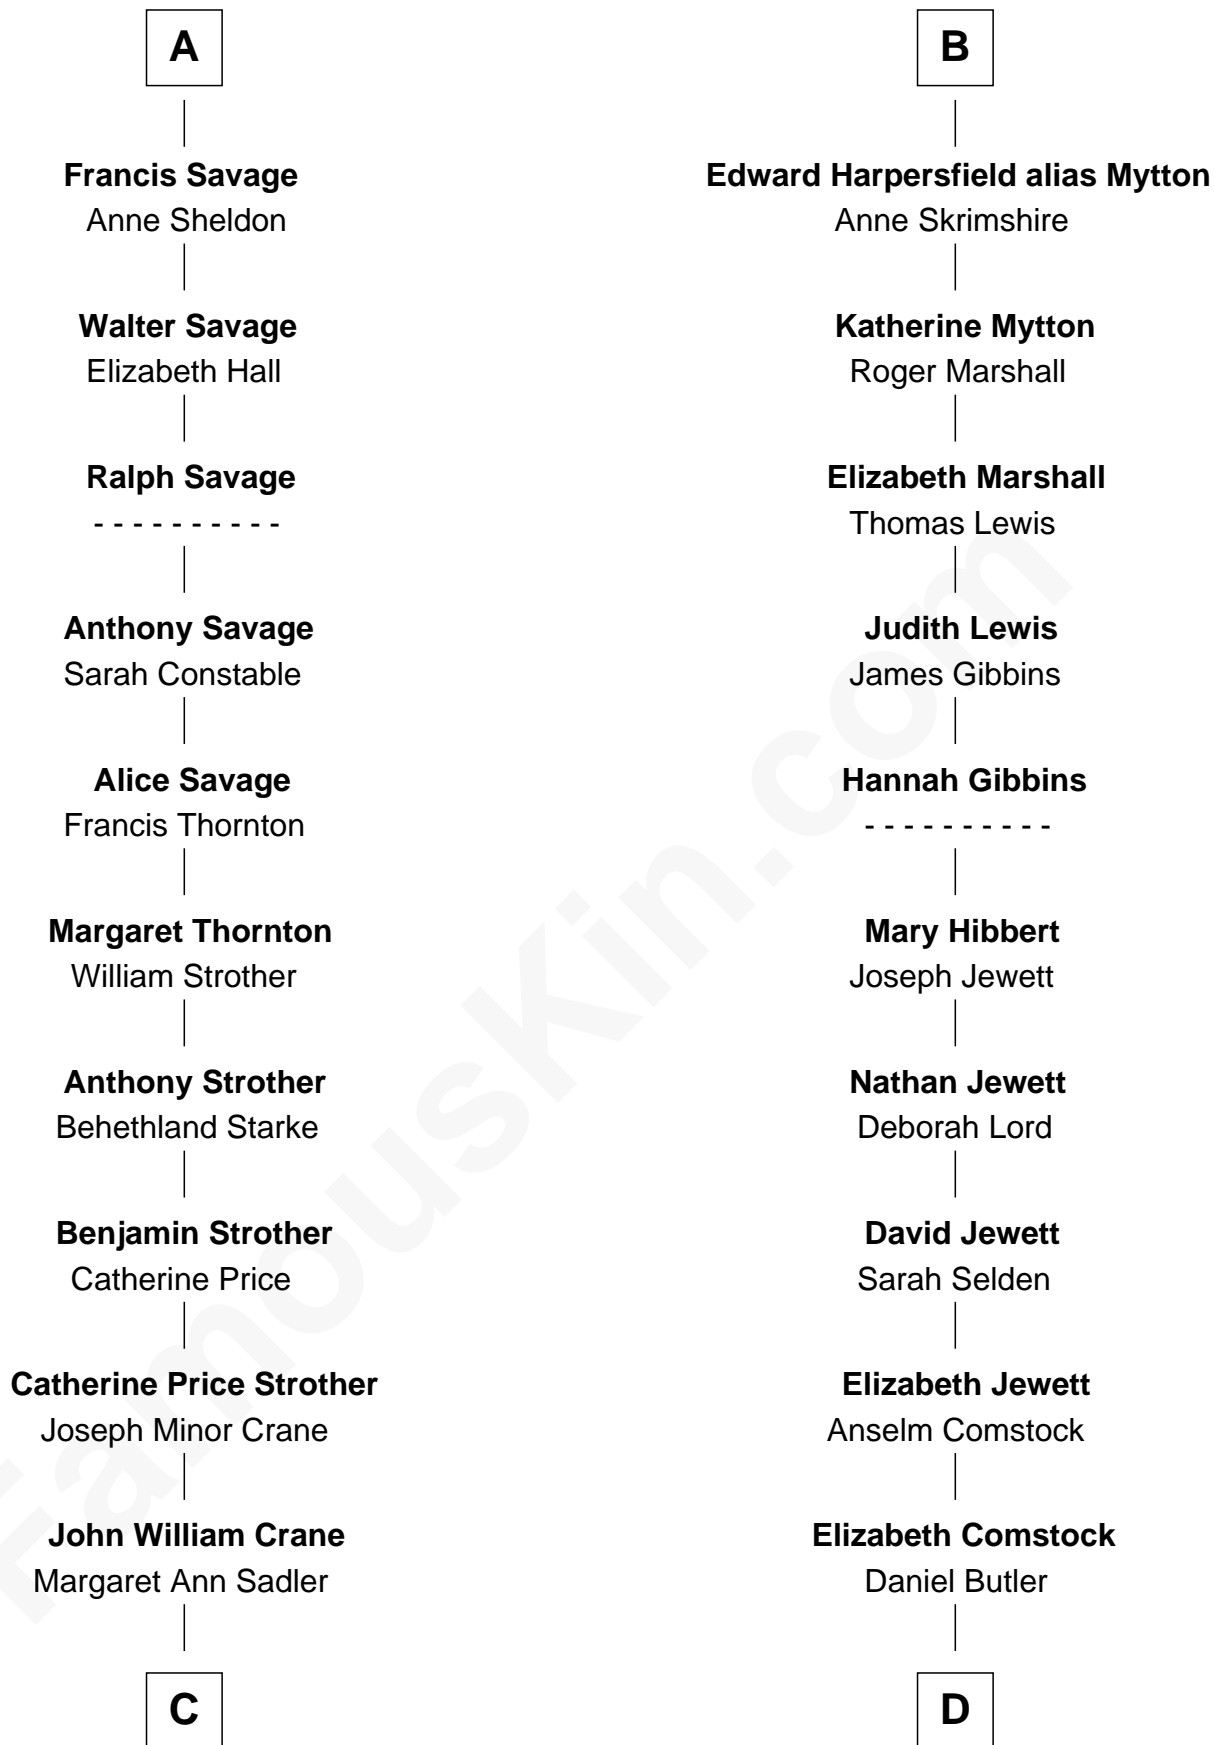 A
Francis Savage
Anne Sheldon
Walter Savage
Elizabeth Hall
Ralph Savage
- - - - - - - - - -
Anthony Savage
Sarah Constable
Alice Savage
Francis Thornton
Margaret Thornton
William Strother
Anthony Strother
Behethland Starke
Benjamin Strother
Catherine Price
Catherine Price Strother
Joseph Minor Crane
John William Crane
Margaret Ann Sadler
C
B
Edward Harpersfield alias Mytton
Anne Skrimshire
Katherine Mytton
Roger Marshall
Elizabeth Marshall
Thomas Lewis
Judith Lewis
James Gibbins
Hannah Gibbins
- - - - - - - - - -
Mary Hibbert
Joseph Jewett
Nathan Jewett
Deborah Lord
David Jewett
Sarah Selden
Elizabeth Jewett
Anselm Comstock
Elizabeth Comstock
Daniel Butler
D
FamousKin.com